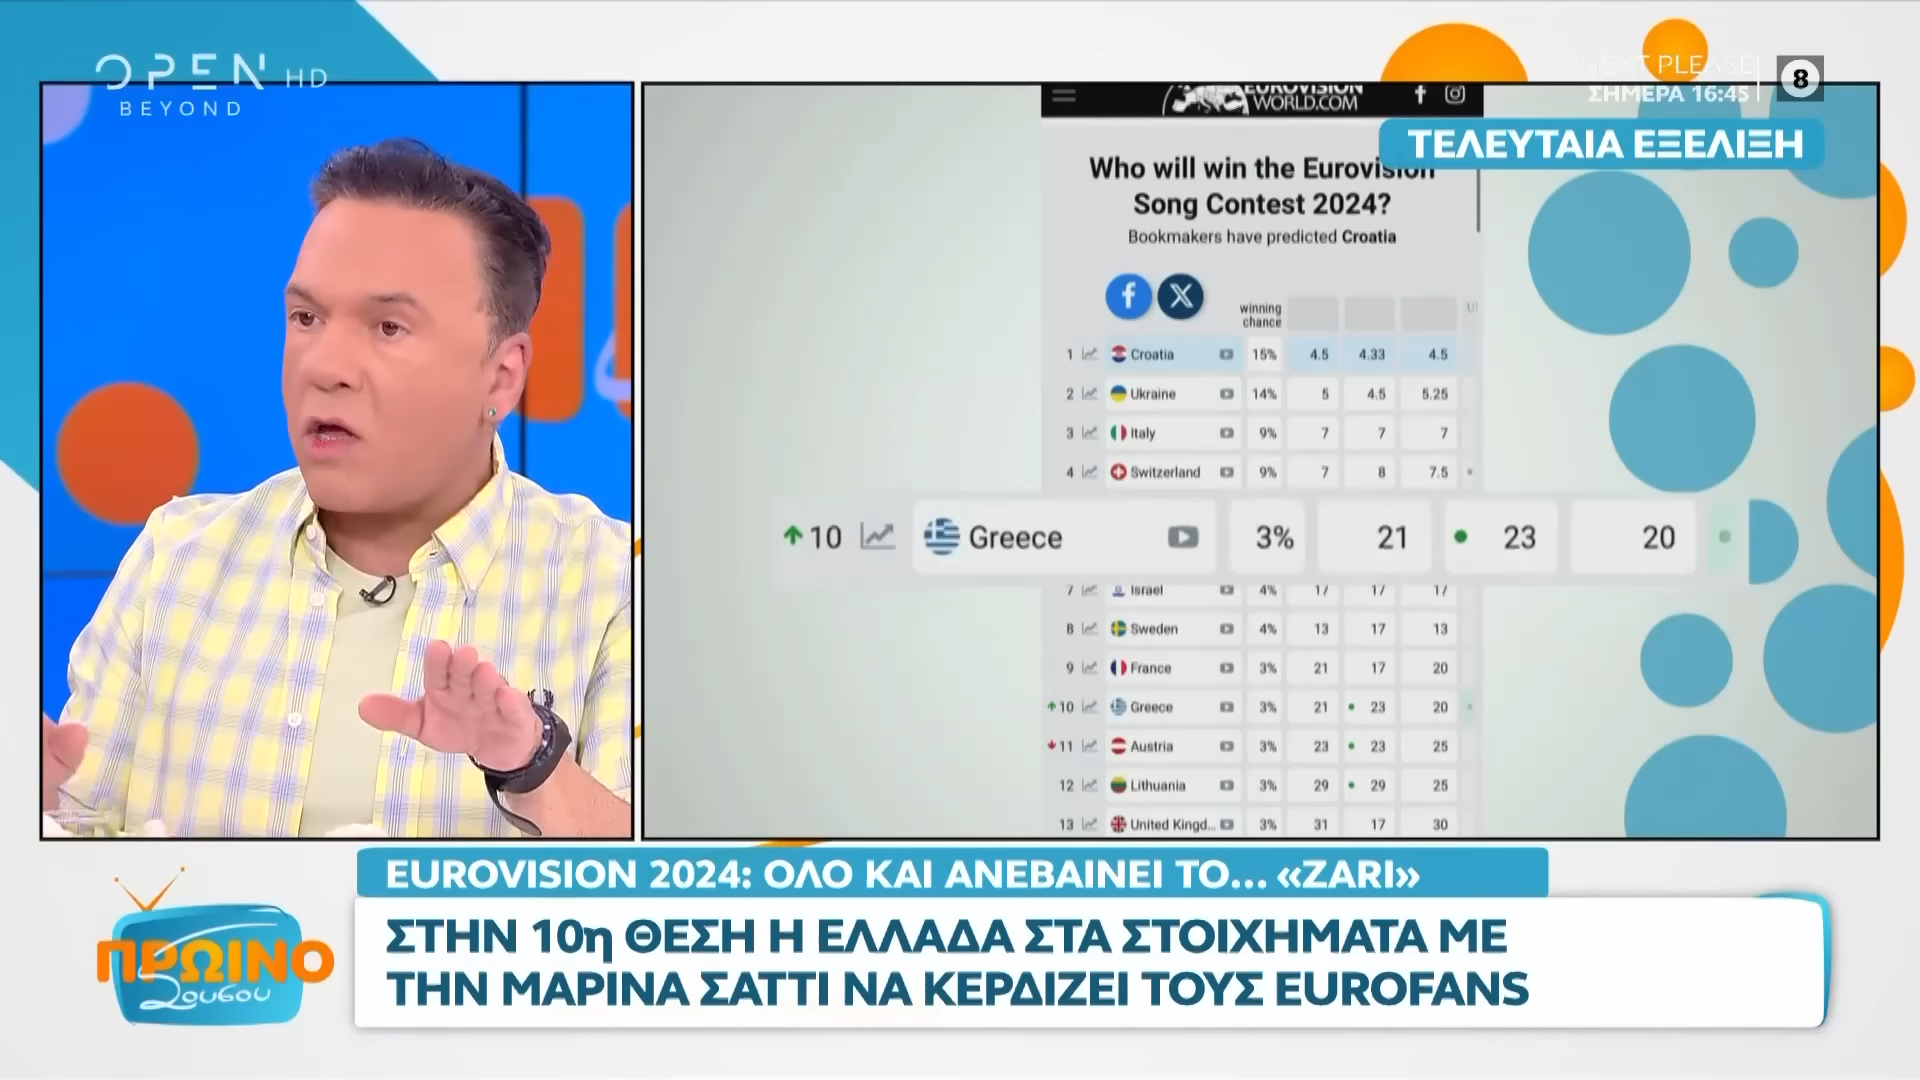 OPEN HD
BEYOND
NEXT PLEASE
ΣΗΜΕΡΑ 16:45
8
ΤΕΛΕΥΤΑΙΑ ΕΞΕΛΙΞΗ
EUROVISION
WORLD.COM
Who will win the Eurovision
Song Contest 2024?
Bookmakers have predicted Croatia
winning
chance
1 Croatia 15% 4.5 4.33 4.5
2 Ukraine 14% 5 4.5 5.25
3 Italy 9% 7 7 7
4 Switzerland 9% 7 8 7.5
10 Greece 3% 21 23 20
7 Israel 4% 17 17 17
8 Sweden 4% 13 17 13
9 France 3% 21 17 20
10 Greece 3% 21 23 20
11 Austria 3% 23 23 25
12 Lithuania 3% 29 29 25
13 United Kingd... 3% 31 17 30
EUROVISION 2024: ΟΛΟ ΚΑΙ ΑΝΕΒΑΙΝΕΙ ΤΟ... «ZARI»
ΣΤΗΝ 10η ΘΕΣΗ Η ΕΛΛΑΔΑ ΣΤΑ ΣΤΟΙΧΗΜΑΤΑ ΜΕ
ΤΗΝ ΜΑΡΙΝΑ ΣΑΤΤΙ ΝΑ ΚΕΡΔΙΖΕΙ ΤΟΥΣ EUROFANS
ΠΡΩΙΝΟ
Σουσου